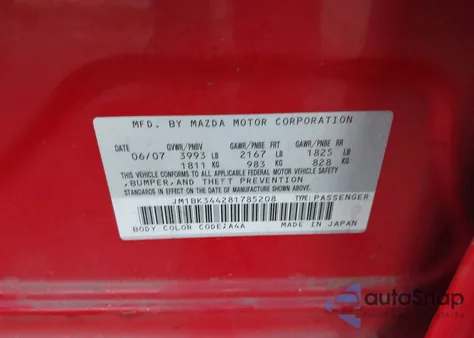 MFD. BY MAZDA MOTOR CORPORATION
GVWR/PNBV GAWR/PNBE FRT GAWR/PNBE RR
06/07 3993 LB 2167 LB 1825 LB
1811 KG 983 KG 828 KG
THIS VEHICLE CONFORMS TO ALL APPLICABLE FEDERAL MOTOR VEHICLE SAFETY
,BUMPER,AND THEFT PREVENTION
STANDARDS IN EFFECT ON THE DATE OF MANUFACTURE SHOWN ABOVE.
JM1BK344281785208 TYPE:PASSENGER
BODY COLOR CODE:A4A MADE IN JAPAN
autoSnap